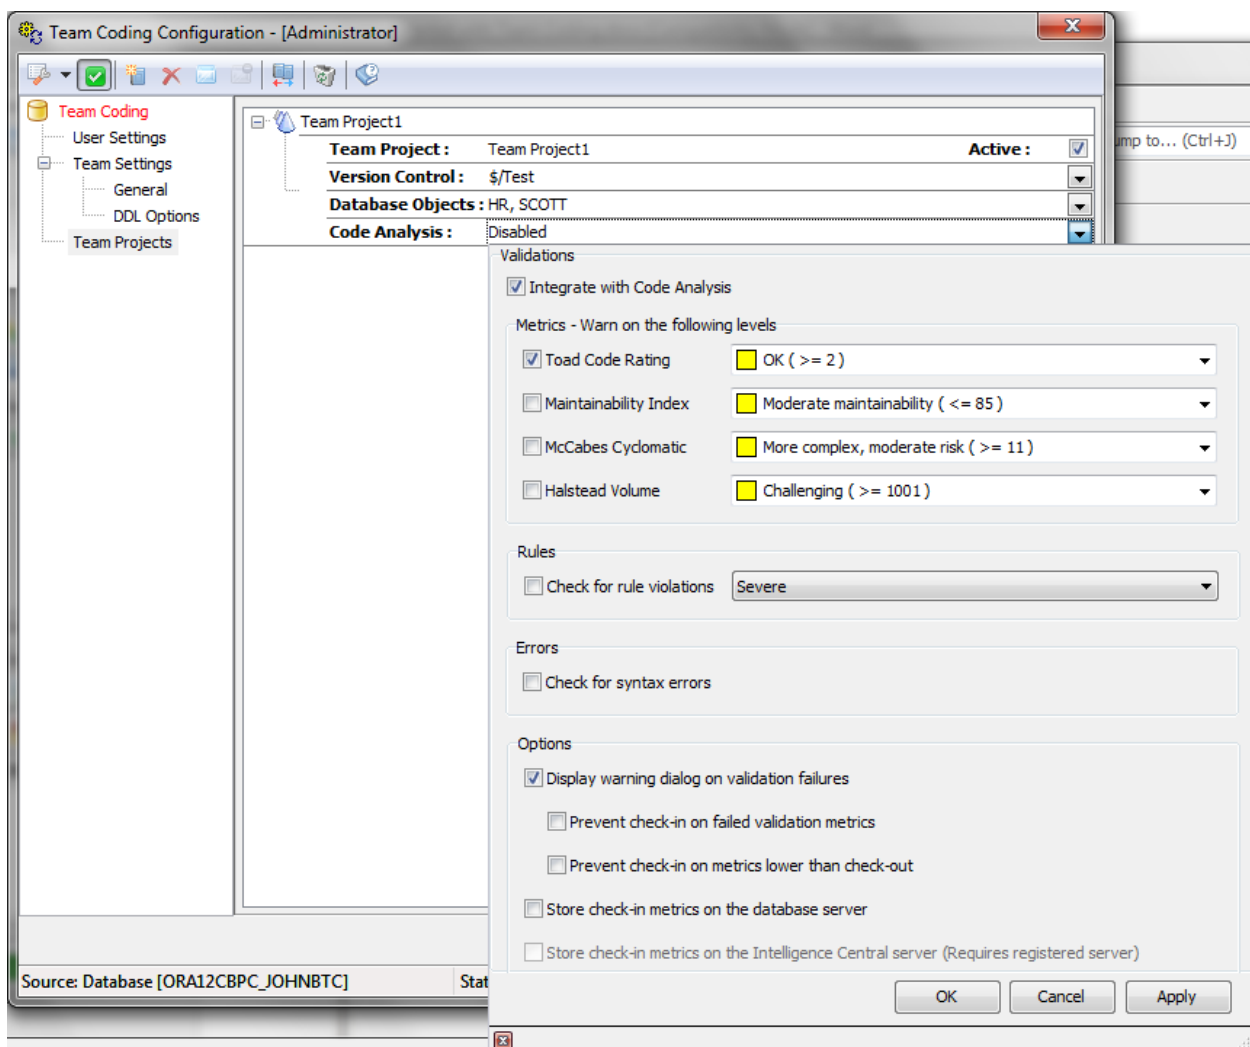 Team Coding Configuration - [Administrator]
Team Coding
User Settings
Team Settings
General
DDL Options
Team Projects
Team Project1
Team Project : Team Project1 Active :
Version Control : $/Test
Database Objects : HR, SCOTT
Code Analysis : Disabled
ump to... (Ctrl+J)
Validations
Integrate with Code Analysis
Metrics - Warn on the following levels
Toad Code Rating OK ( >= 2 )
Maintainability Index Moderate maintainability ( <= 85 )
McCabes Cyclomatic More complex, moderate risk ( >= 11 )
Halstead Volume Challenging ( >= 1001 )
Rules
Check for rule violations Severe
Errors
Check for syntax errors
Options
Display warning dialog on validation failures
Prevent check-in on failed validation metrics
Prevent check-in on metrics lower than check-out
Store check-in metrics on the database server
Store check-in metrics on the Intelligence Central server (Requires registered server)
Source: Database [ORA12CBPC_JOHNBTC] Stat
OK Cancel Apply